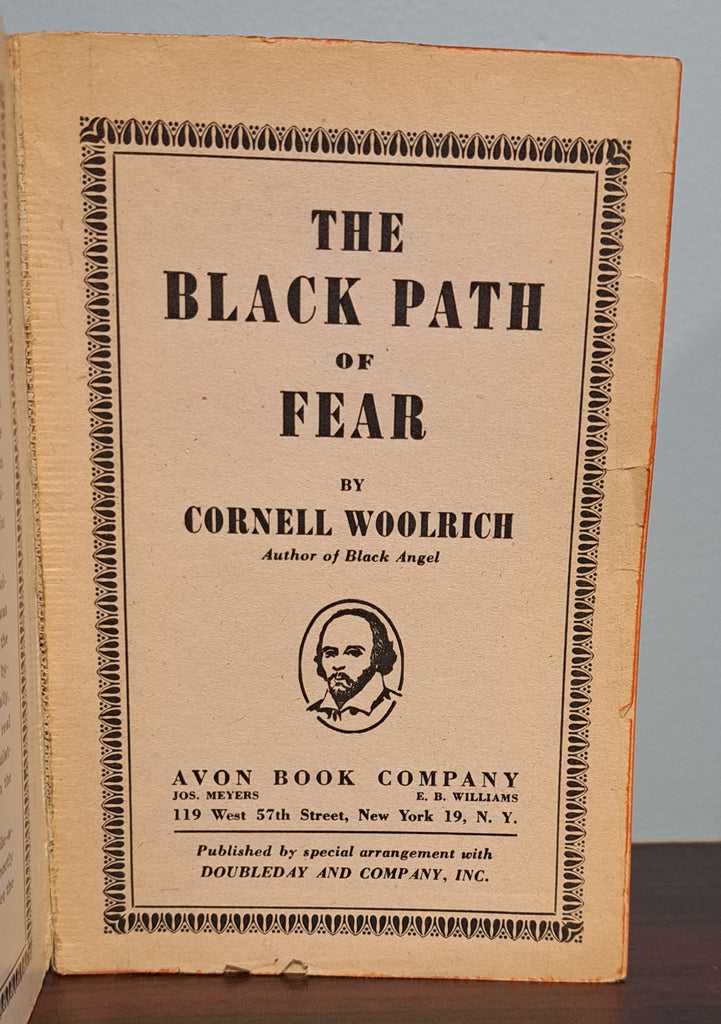 THE
BLACK PATH
OF
FEAR
BY
CORNELL WOOLRICH
Author of Black Angel
AVON BOOK COMPANY
JOS. MEYERS E. B. WILLIAMS
119 West 57th Street, New York 19, N. Y.
Published by special arrangement with
DOUBLEDAY AND COMPANY, INC.